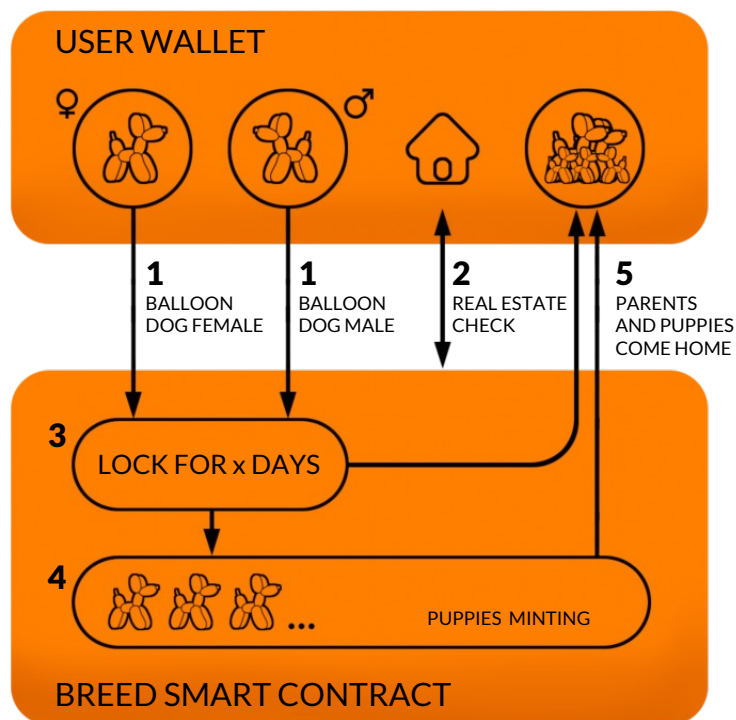 USER WALLET
♀
♂
1
BALLOON
DOG FEMALE
1
BALLOON
DOG MALE
2
REAL ESTATE
CHECK
5
PARENTS
AND PUPPIES
COME HOME
3
LOCK FOR x DAYS
4
...
PUPPIES MINTING
BREED SMART CONTRACT